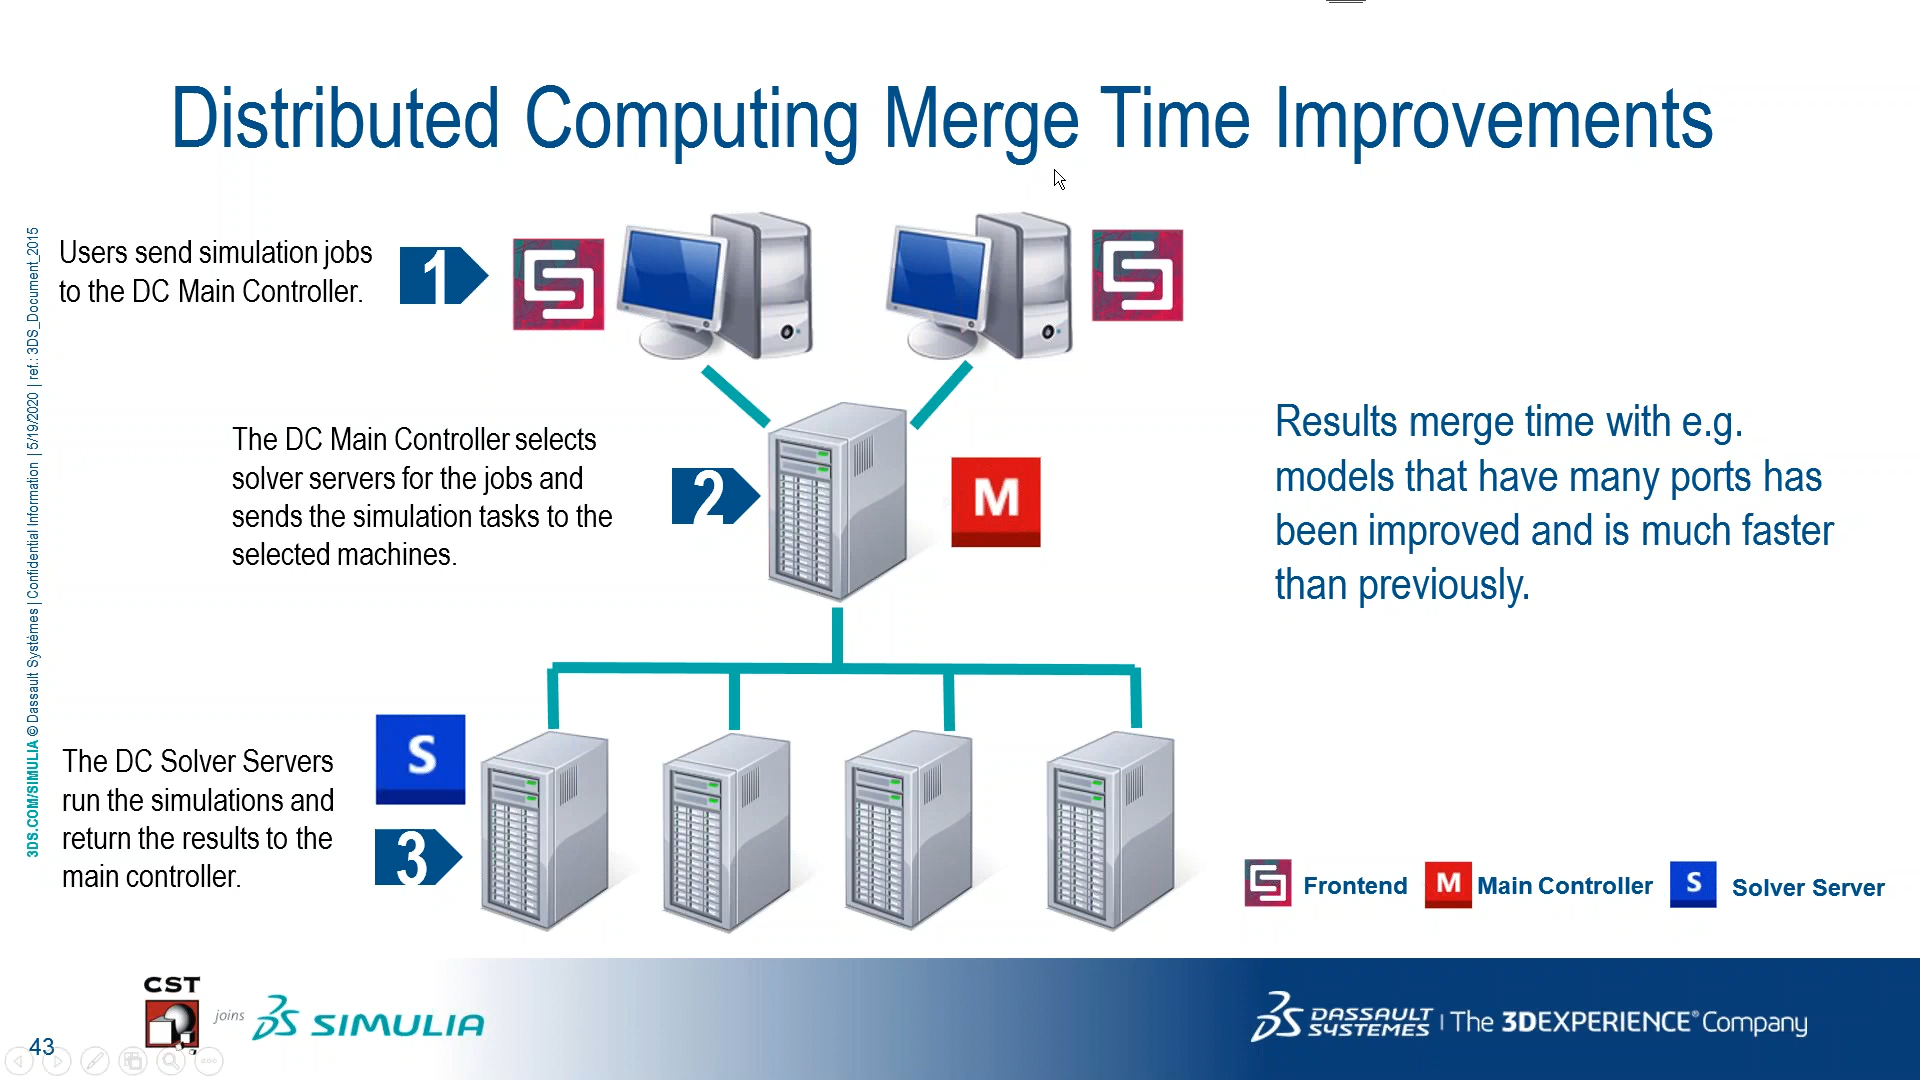 Distributed Computing Merge Time Improvements
Users send simulation jobs
to the DC Main Controller.
1
The DC Main Controller selects
solver servers for the jobs and
sends the simulation tasks to the
selected machines.
2
M
Results merge time with e.g.
models that have many ports has
been improved and is much faster
than previously.
S
The DC Solver Servers
run the simulations and
return the results to the
main controller.
3
Frontend
M Main Controller
S Solver Server
3DS.COM/SIMULIA © Dassault Systèmes | Confidential Information | 5/19/2020 | ref.: 3DS_Document_2015
CST
joins
SIMULIA
DASSAULT
SYSTEMES
| The 3DEXPERIENCE® Company
43